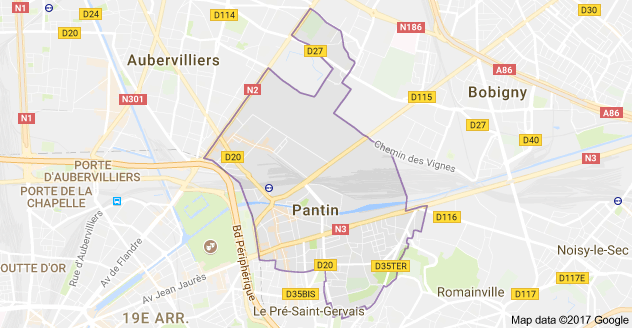 N1
D24
D114
D30
D20
N186
D27
Aubervilliers
A86
N2
Bobigny
N301
D115
A86
N1
D27
D40
Chemin des Vignes
D20
N3
PORTE
D'AUBERVILLIERS
PORTE DE LA
CHAPELLE
Pantin
D116
N3
Rue d'Aubervilliers
Av de Flandre
Bd Périphérique
Noisy-le-Sec
OUTTE D'OR
D20
D35TER
Av Jean Jaurès
D117E
D35BIS
Romainville
D117
Le Pré-Saint-Gervais
19E ARR.
Map data ©2017 Google